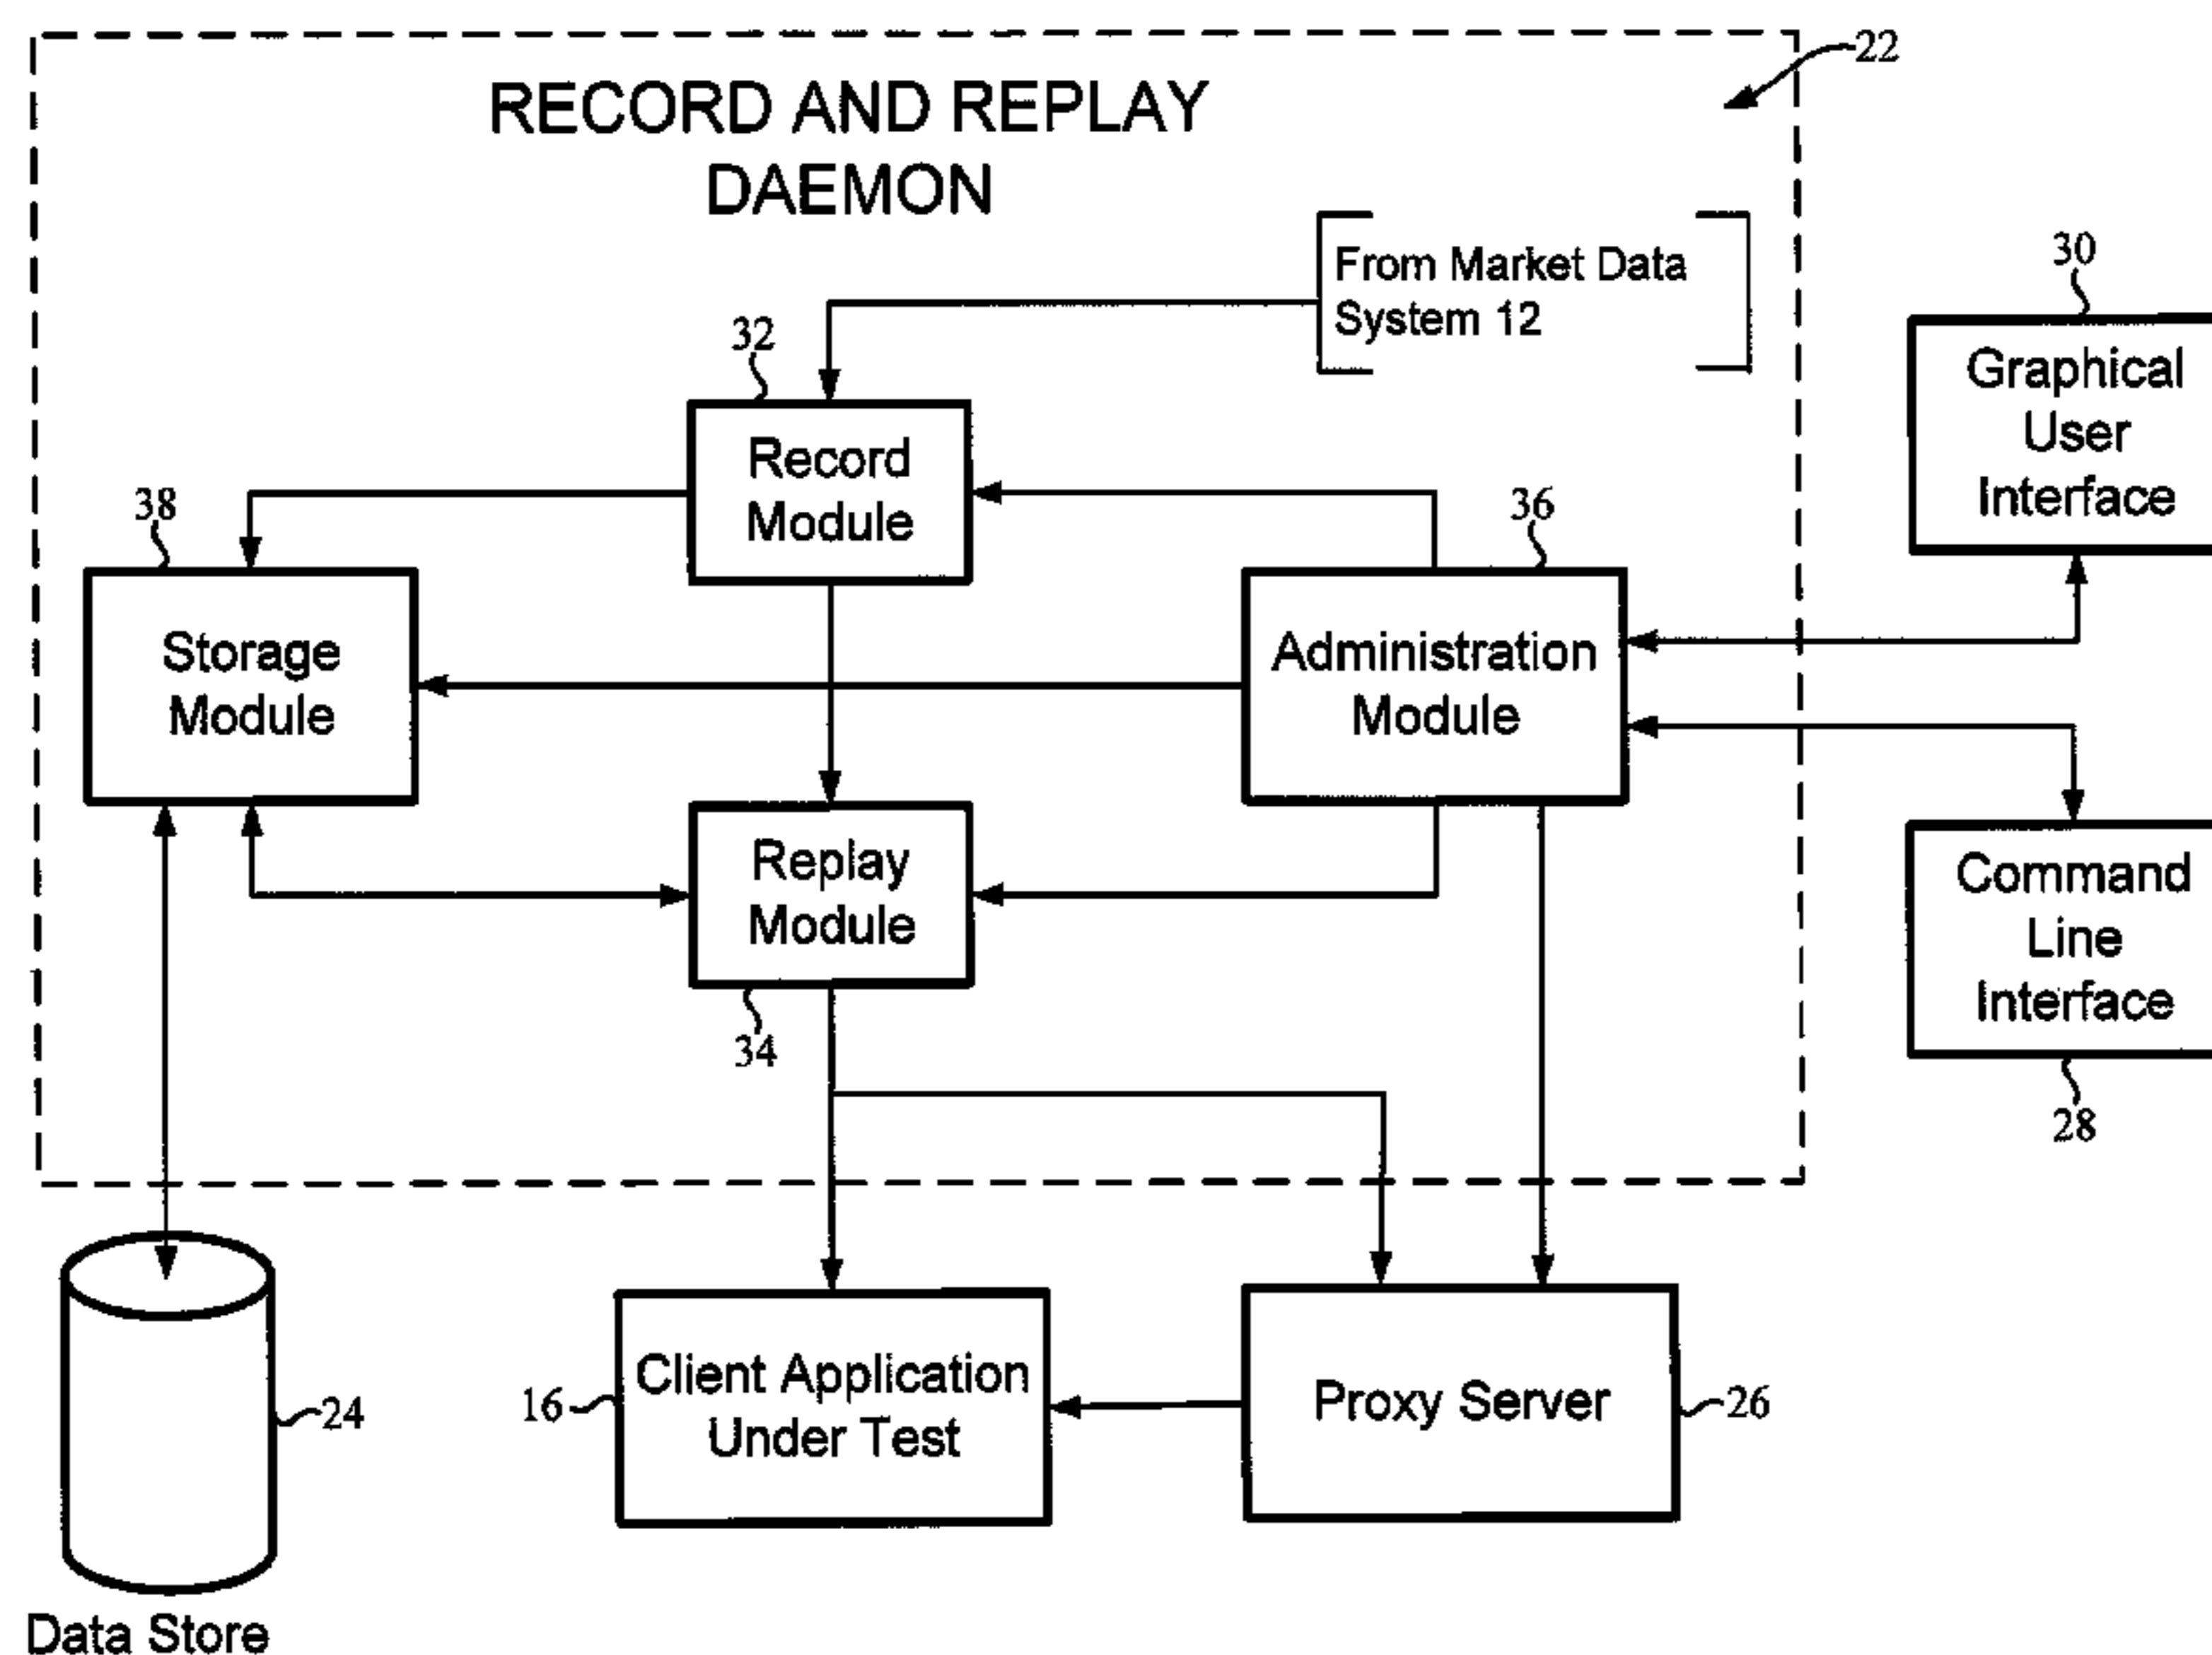 22
RECORD AND REPLAY
DAEMON
From Market Data
System 12
30
Graphical
User
Interface
32
Record
Module
38
36
Storage
Module
Administration
Module
Replay
Module
34
Command
Line
Interface
28
Client Application
Under Test
16
Proxy Server
26
24
Data Store